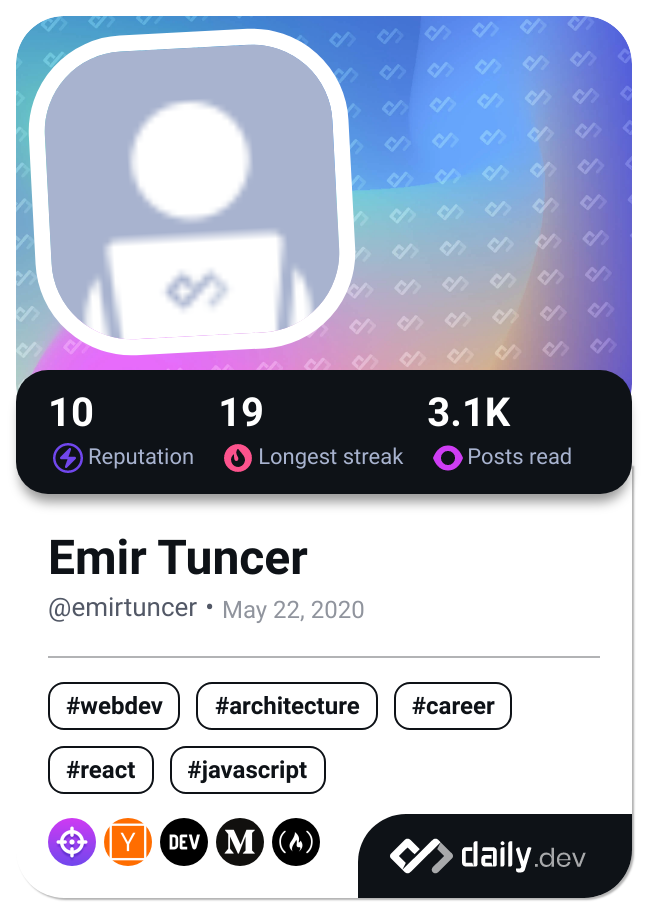 10 19 3.1K
Reputation Longest streak Posts read
Emir Tuncer
@emirtuncer • May 22, 2020
#webdev #architecture #career
#react #javascript
Y DEV M
daily.dev